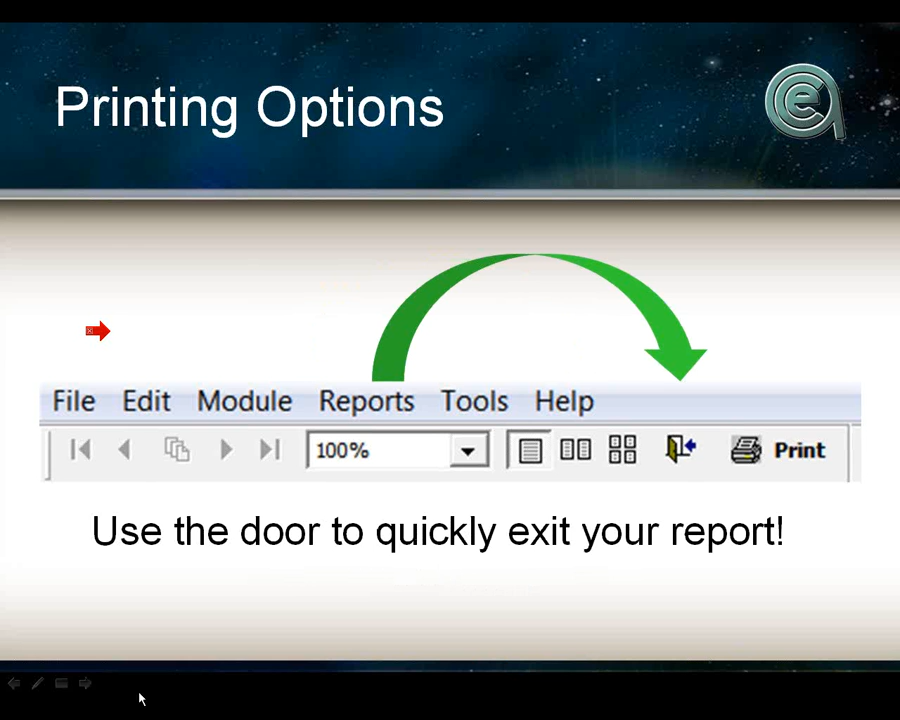 Printing Options
File Edit Module Reports Tools Help
100% Print
Use the door to quickly exit your report!